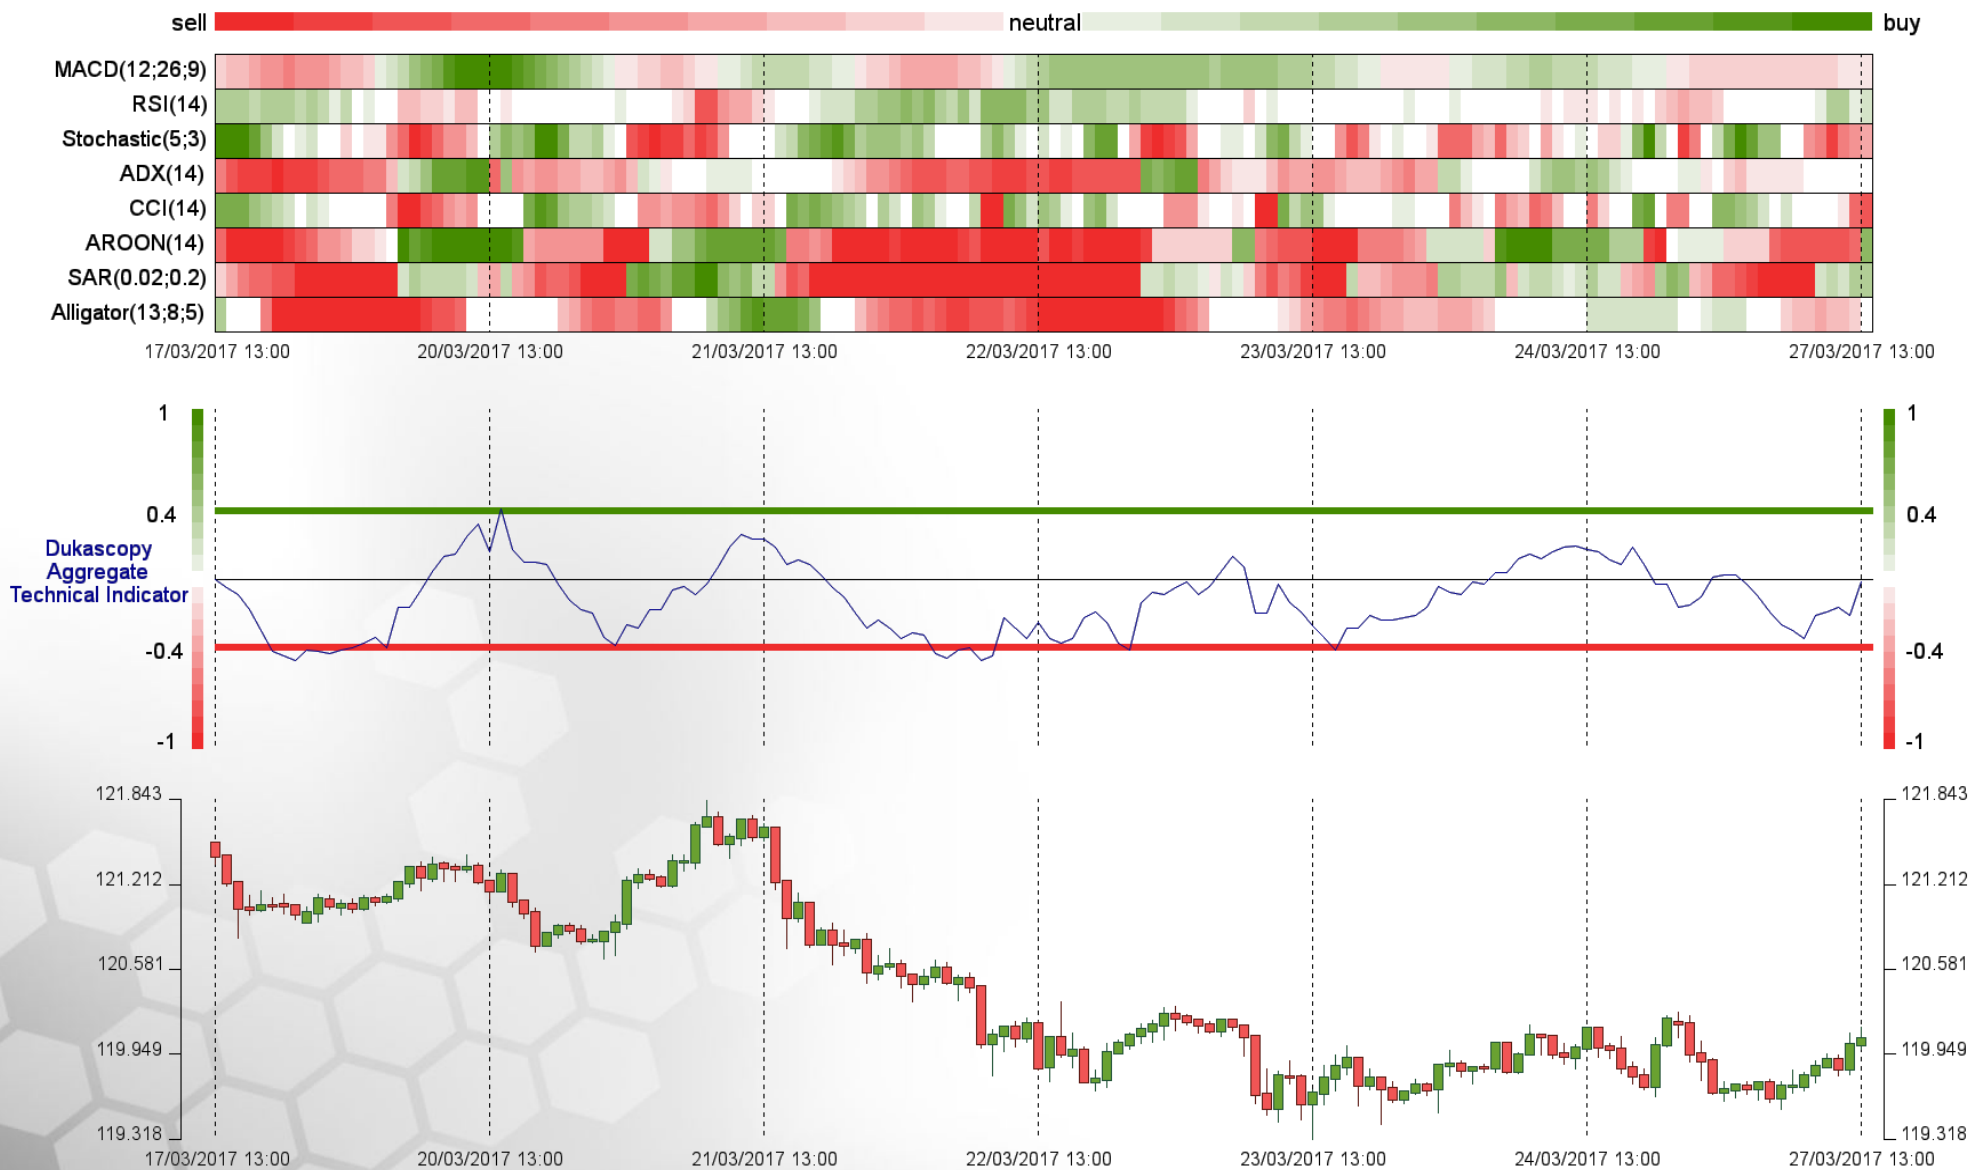 sell neutral buy
MACD(12;26;9)
RSI(14)
Stochastic(5;3)
ADX(14)
CCI(14)
AROON(14)
SAR(0.02;0.2)
Alligator(13;8;5)
17/03/2017 13:00 20/03/2017 13:00 21/03/2017 13:00 22/03/2017 13:00 23/03/2017 13:00 24/03/2017 13:00 27/03/2017 13:00
1 1
0.4 0.4
Dukascopy
Aggregate
Technical Indicator
-0.4 -0.4
-1 -1
121.843 121.843
121.212 121.212
120.581 120.581
119.949 119.949
119.318 119.318
17/03/2017 13:00 20/03/2017 13:00 21/03/2017 13:00 22/03/2017 13:00 23/03/2017 13:00 24/03/2017 13:00 27/03/2017 13:00